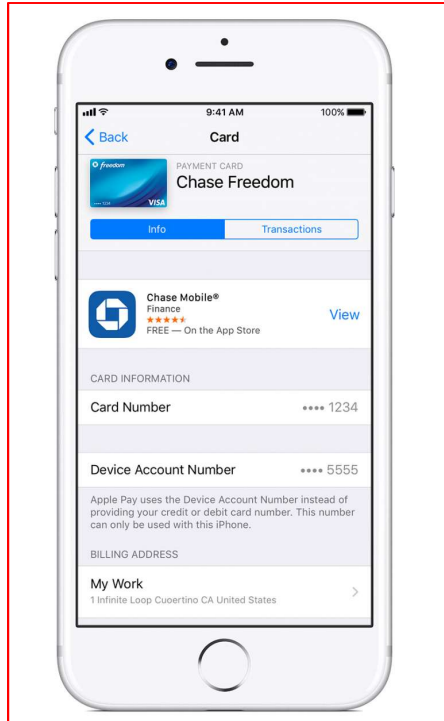 9:41 AM
100%
Back
Card
freedom
PAYMENT CARD
Chase Freedom
•••• 1234
VISA
Info
Transactions
Chase Mobile®
Finance
FREE — On the App Store
View
CARD INFORMATION
Card Number
•••• 1234
Device Account Number
•••• 5555
Apple Pay uses the Device Account Number instead of
providing your credit or debit card number. This number
can only be used with this iPhone.
BILLING ADDRESS
My Work
1 Infinite Loop Cuoertino CA United States